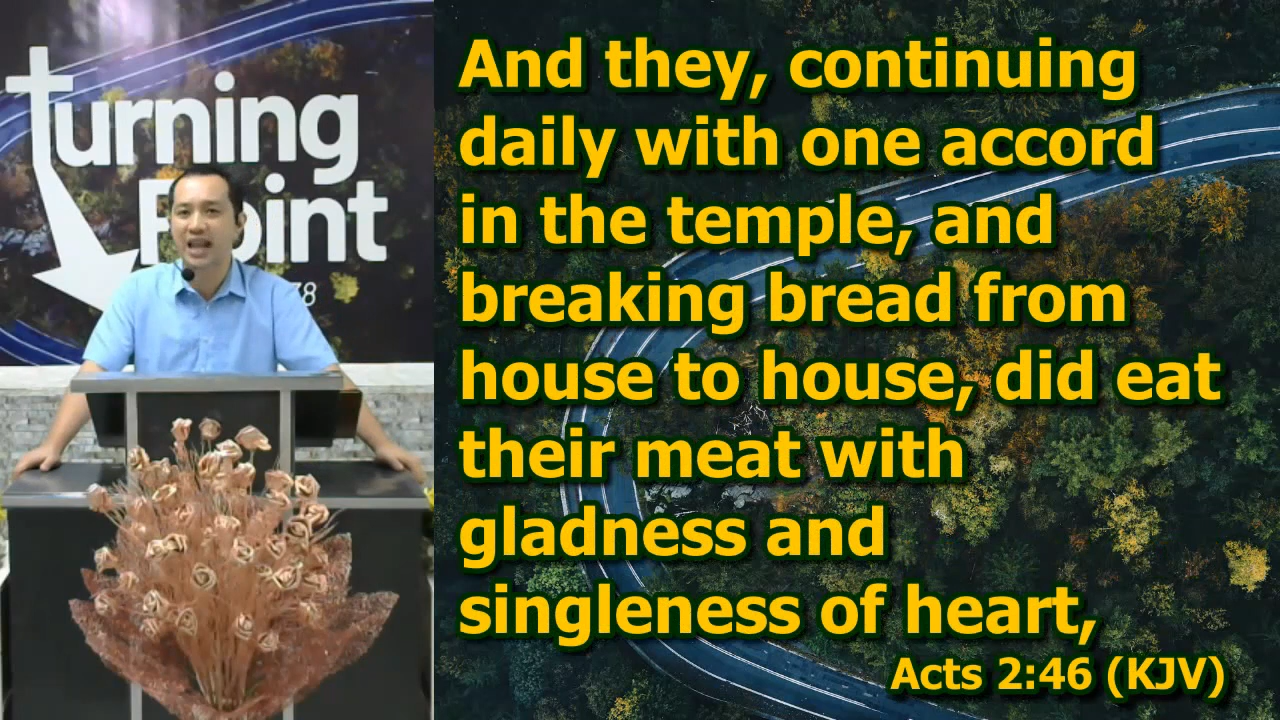 turning
Point
And they, continuing
daily with one accord
in the temple, and
breaking bread from
house to house, did eat
their meat with
gladness and
singleness of heart,
Acts 2:46 (KJV)